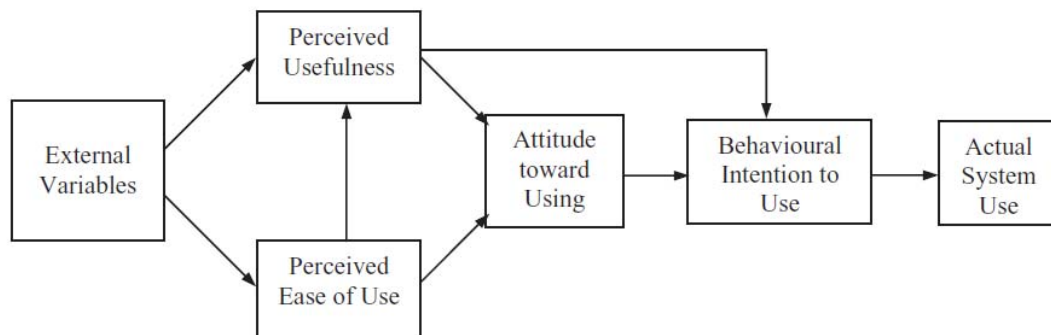 External
Variables
Perceived
Usefulness
Perceived
Ease of Use
Attitude
toward
Using
Behavioural
Intention to
Use
Actual
System
Use